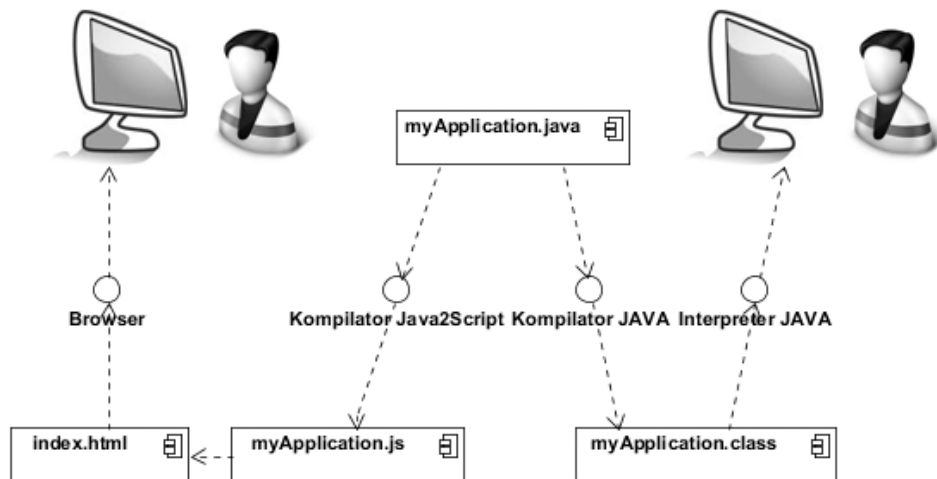 myApplication.java
Browser
Kompilator Java2Script
Kompilator JAVA
Interpreter JAVA
index.html
myApplication.js
myApplication.class